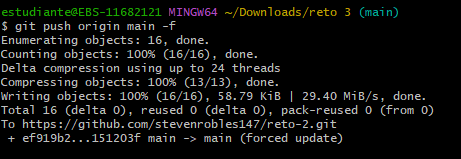 estudiante@EBS-11682121 MINGW64 ~/Downloads/reto 3 (main)
$ git push origin main -f
Enumerating objects: 16, done.
Counting objects: 100% (16/16), done.
Delta compression using up to 24 threads
Compressing objects: 100% (13/13), done.
Writing objects: 100% (16/16), 58.79 KiB | 29.40 MiB/s, done.
Total 16 (delta 0), reused 0 (delta 0), pack-reused 0 (from 0)
To https://github.com/stevenrobles147/reto-2.git
 + ef919b2...151203f main -> main (forced update)